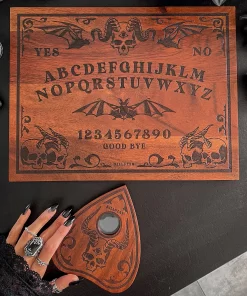 YES NO
ABCDEFGHIJKLM
NOPQRSTUVWXYZ
1234567890
GOOD BYE